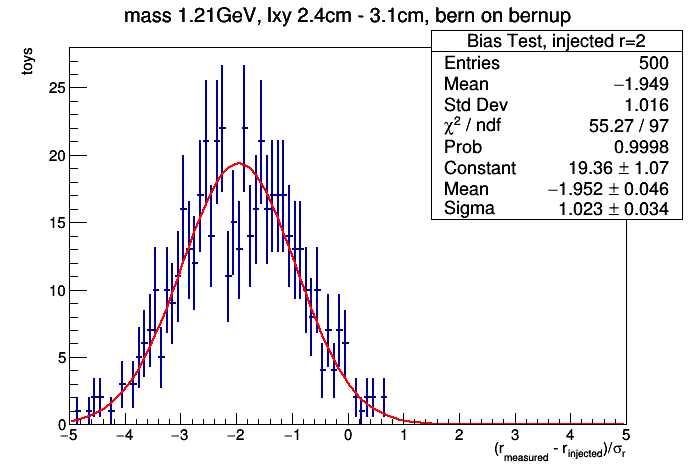 mass 1.21GeV, lxy 2.4cm - 3.1cm, bern on bernup
toys
Bias Test, injected r=2
Entries 500
Mean −1.949
Std Dev 1.016
χ² / ndf 55.27 / 97
Prob 0.9998
Constant 19.36 ± 1.07
Mean −1.952 ± 0.046
Sigma 1.023 ± 0.034
25
20
15
10
5
0
−5 −4 −3 −2 −1 0 1 2 3 4 5
(r_measured - r_injected)/σ_r